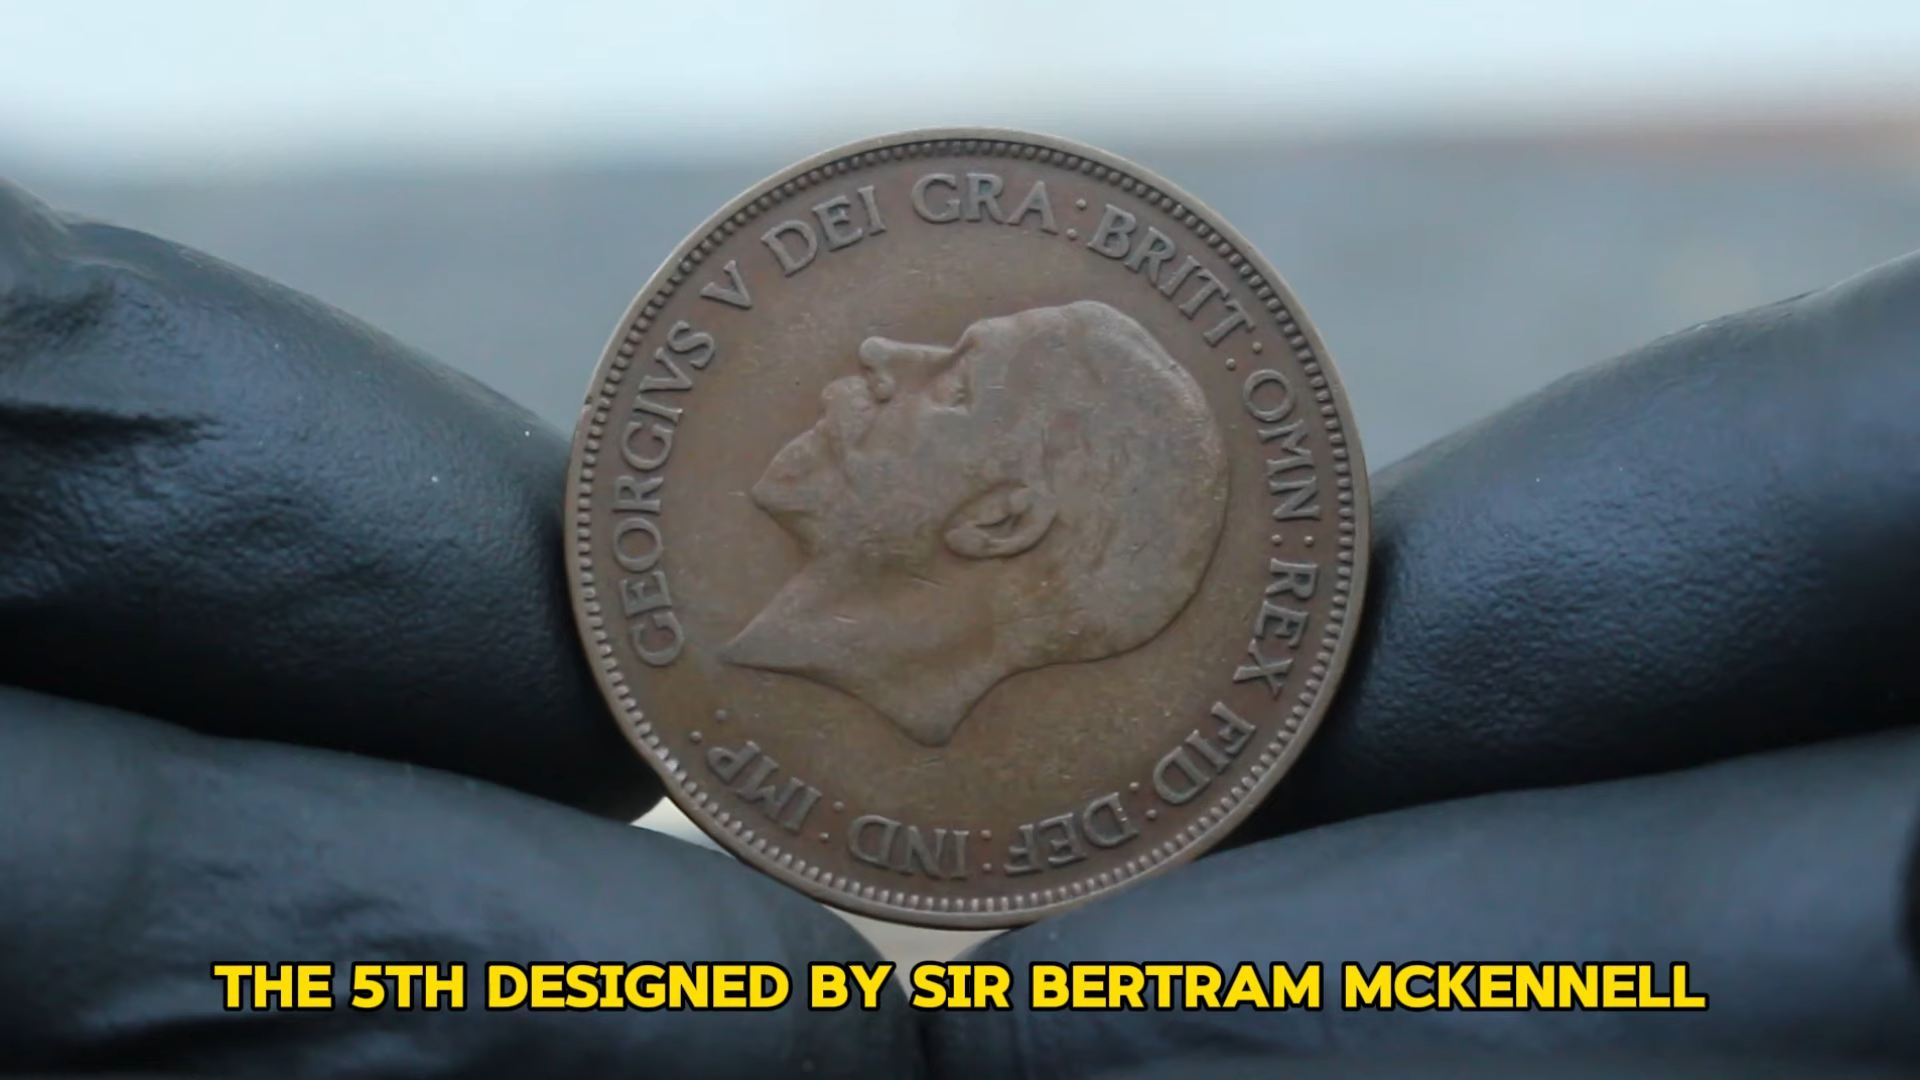 GEORGIVS V DEI GRA: BRITT: OMN: REX FID: DEF: IND: IMP.
THE 5TH DESIGNED BY SIR BERTRAM MCKENNELL